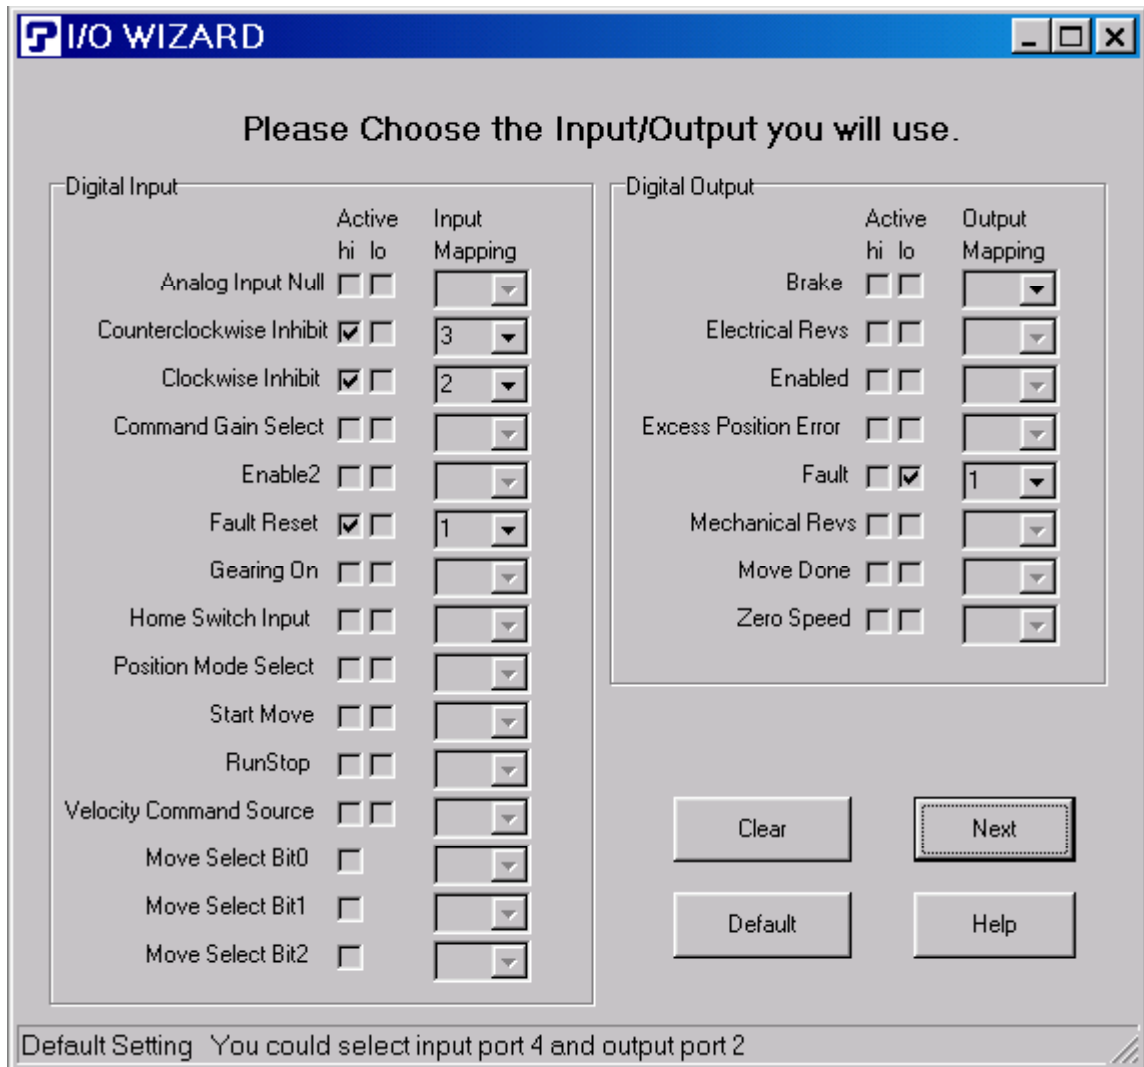 I/O WIZARD
Please Choose the Input/Output you will use.
Digital Input
Active Input
hi lo Mapping
Analog Input Null
Counterclockwise Inhibit 3
Clockwise Inhibit 2
Command Gain Select
Enable2
Fault Reset 1
Gearing On
Home Switch Input
Position Mode Select
Start Move
RunStop
Velocity Command Source
Move Select Bit0
Move Select Bit1
Move Select Bit2
Digital Output
Active Output
hi lo Mapping
Brake
Electrical Revs
Enabled
Excess Position Error
Fault 1
Mechanical Revs
Move Done
Zero Speed
Clear Next
Default Help
Default Setting You could select input port 4 and output port 2